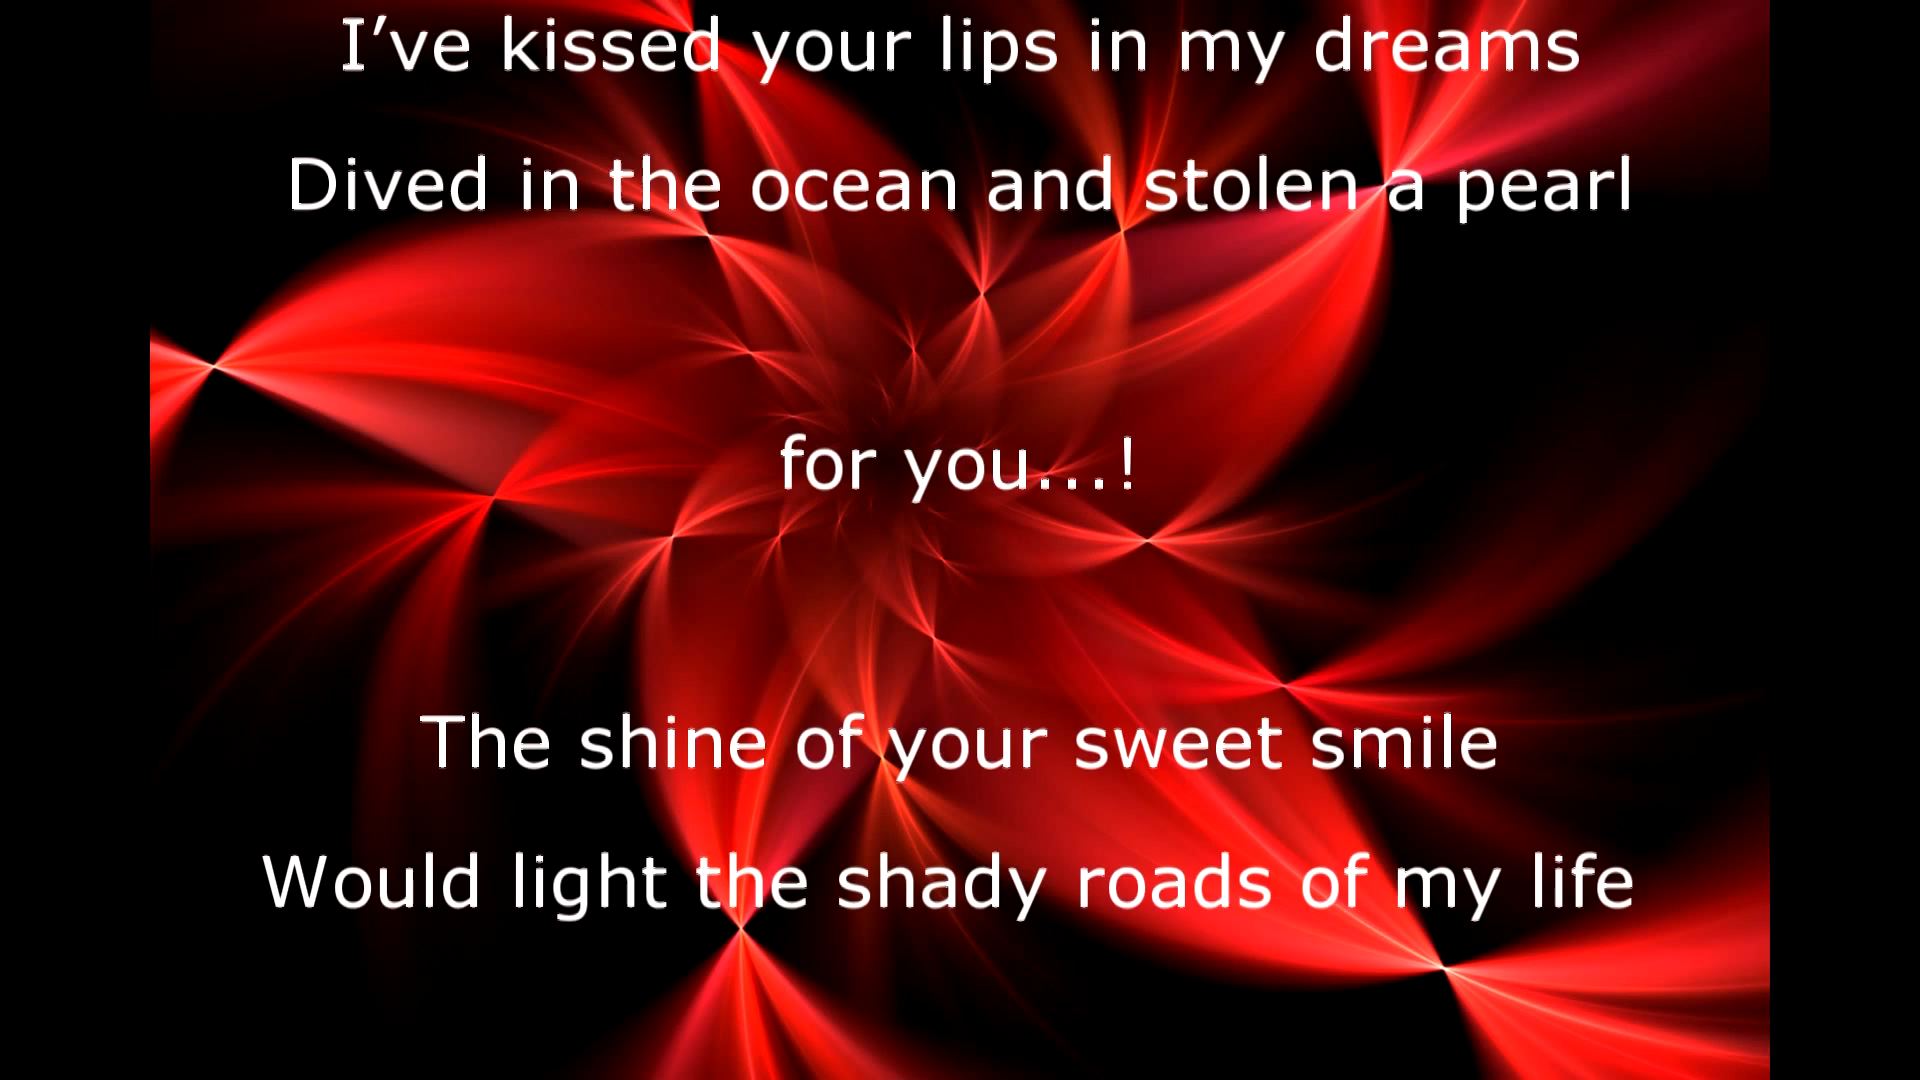 I’ve kissed your lips in my dreams
Dived in the ocean and stolen a pearl
for you...!
The shine of your sweet smile
Would light the shady roads of my life